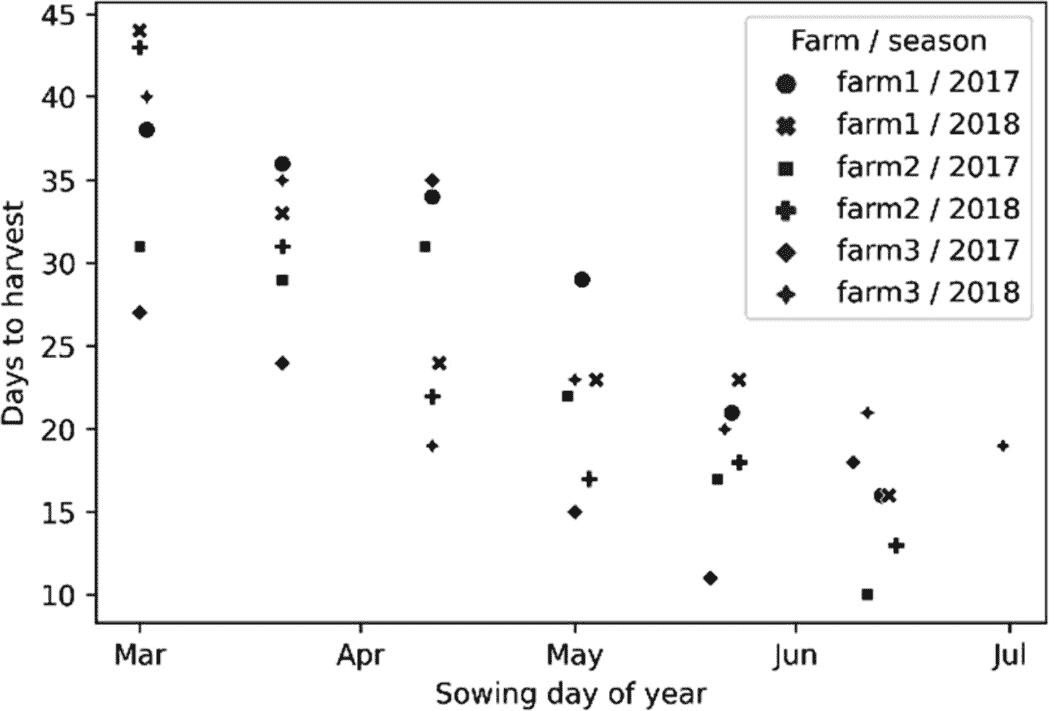 45
40
35
30
25
20
15
10
Days to harvest
Farm / season
farm1 / 2017
farm1 / 2018
farm2 / 2017
farm2 / 2018
farm3 / 2017
farm3 / 2018
Mar Apr May Jun Jul
Sowing day of year